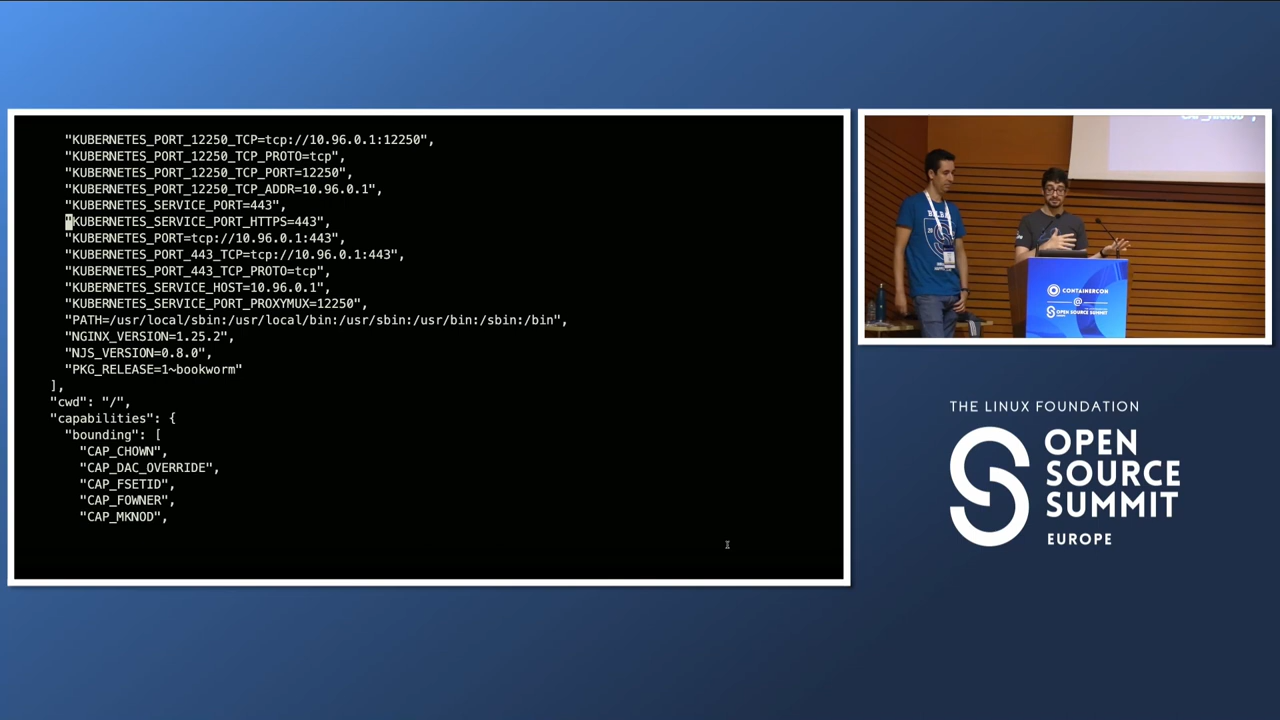 "KUBERNETES_PORT_12250_TCP=tcp://10.96.0.1:12250",
"KUBERNETES_PORT_12250_TCP_PROTO=tcp",
"KUBERNETES_PORT_12250_TCP_PORT=12250",
"KUBERNETES_PORT_12250_TCP_ADDR=10.96.0.1",
"KUBERNETES_SERVICE_PORT=443",
"KUBERNETES_SERVICE_PORT_HTTPS=443",
"KUBERNETES_PORT=tcp://10.96.0.1:443",
"KUBERNETES_PORT_443_TCP=tcp://10.96.0.1:443",
"KUBERNETES_PORT_443_TCP_PROTO=tcp",
"KUBERNETES_SERVICE_HOST=10.96.0.1",
"KUBERNETES_SERVICE_PORT_PROXYMUX=12250",
"PATH=/usr/local/sbin:/usr/local/bin:/usr/sbin:/usr/bin:/sbin:/bin",
"NGINX_VERSION=1.25.2",
"NJS_VERSION=0.8.0",
"PKG_RELEASE=1~bookworm"
],
"cwd": "/",
"capabilities": {
"bounding": [
"CAP_CHOWN",
"CAP_DAC_OVERRIDE",
"CAP_FSETID",
"CAP_FOWNER",
"CAP_MKNOD",
CONTAINERCON
@
OPEN SOURCE SUMMIT
THE LINUX FOUNDATION
OPEN
SOURCE
SUMMIT
EUROPE